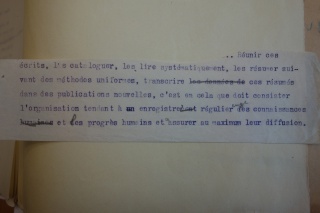 .. Réunir ces
écrits, les cataloguer, les lire systématiquement, les résumer sui-
vant des méthodes uniformes, transcrire les données de ces résumés
dans des publications nouvelles, c'est en cela que doit consister
l'organisation tendant à un enregistrement régulier des connaissances
humaines et des progrès humains et assurer au maximum leur diffusion.